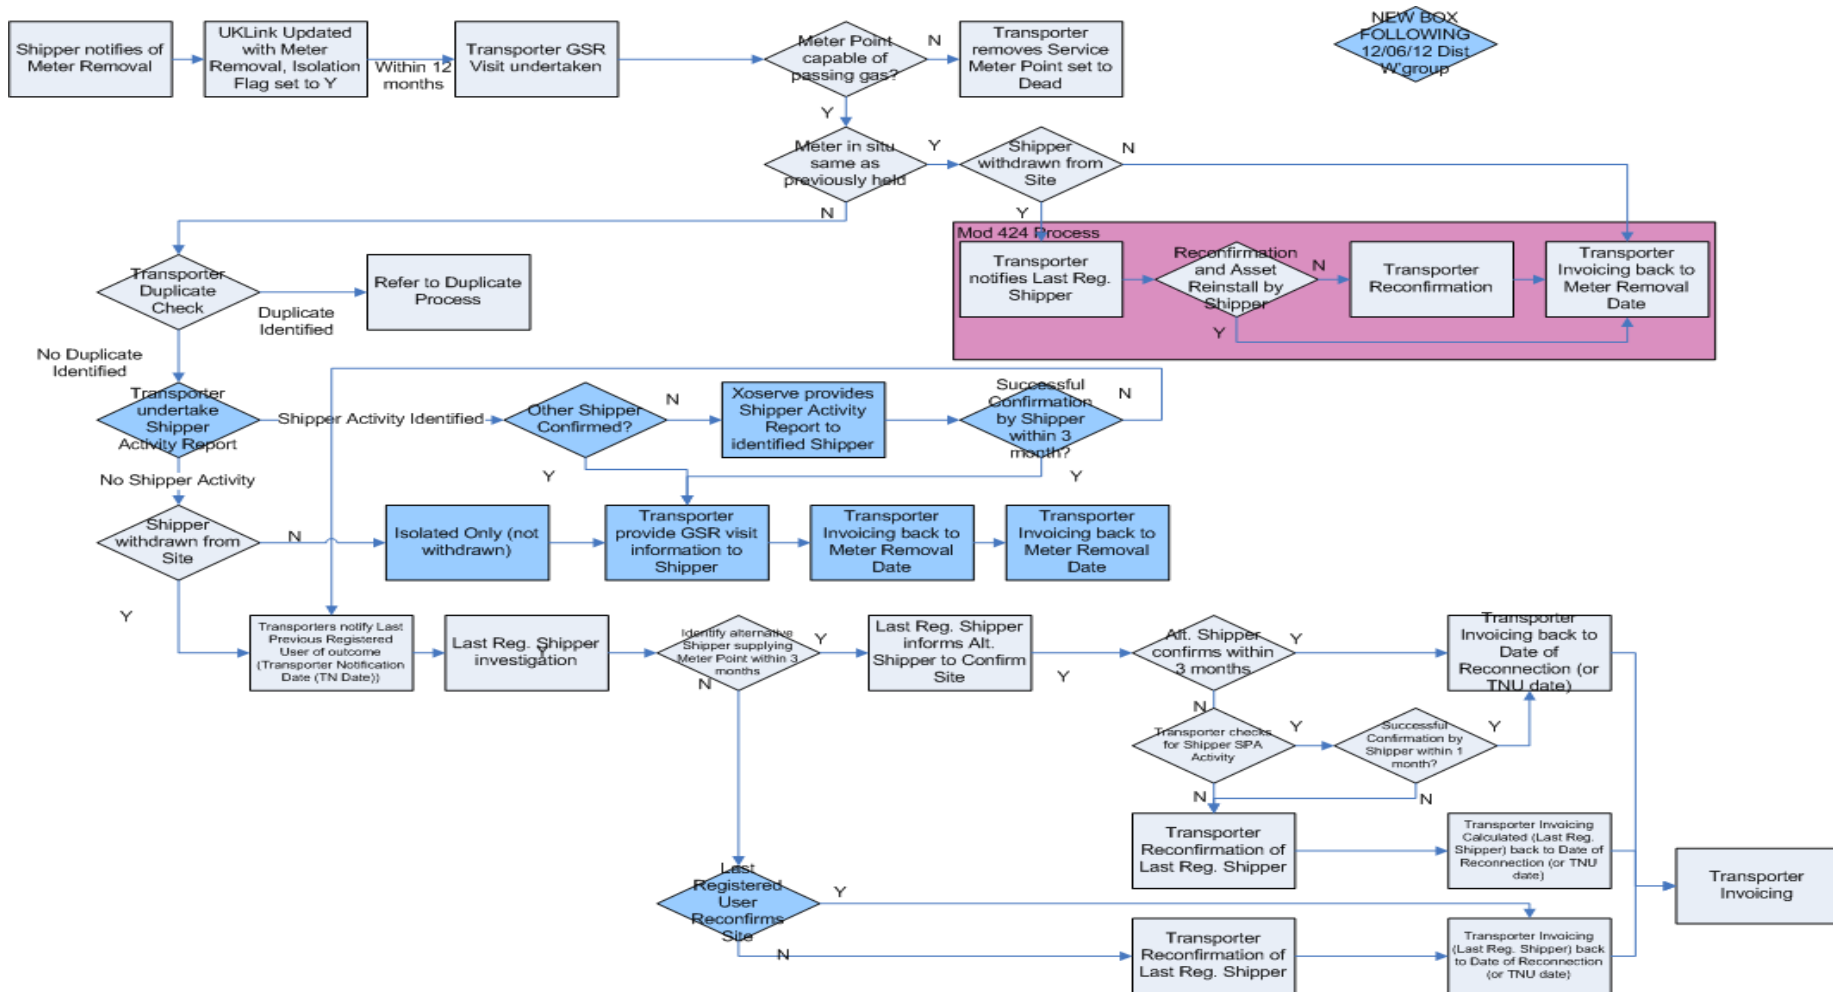 Shipper notifies of
Meter Removal
UKLink Updated
with Meter
Removal, Isolation
Flag set to Y
Within 12
months
Transporter GSR
Visit undertaken
Meter Point
capable of
passing gas?
N
Transporter
removes Service
Meter Point set to
Dead
NEW BOX
FOLLOWING
12/06/12 Dist
W'group
Y
Meter in situ
same as
previously held
Y
Shipper
withdrawn from
Site
N
N
Y
Mod 424 Process
Transporter
notifies Last Reg.
Shipper
Reconfirmation
and Asset
Reinstall by
Shipper
N
Transporter
Reconfirmation
Transporter
Invoicing back to
Meter Removal
Date
Y
Transporter
Duplicate
Check
Duplicate
Identified
Refer to Duplicate
Process
No Duplicate
Identified
Transporter
undertake
Shipper
Activity Report
Shipper Activity Identified
Other Shipper
Confirmed?
N
Xoserve provides
Shipper Activity
Report to
identified Shipper
Successful
Confirmation
by Shipper
within 3
month?
N
Y
Y
No Shipper Activity
Shipper
withdrawn from
Site
N
Isolated Only (not
withdrawn)
Transporter
provide GSR visit
information to
Shipper
Transporter
Invoicing back to
Meter Removal
Date
Transporter
Invoicing back to
Meter Removal
Date
Y
Transporters notify Last
Previous Registered
User of outcome
(Transporter Notification
Date (TN Date))
Last Reg. Shipper
investigation
Y
Identify alternative
Shipper supplying
Meter Point within 3
months
Y
N
Last Reg. Shipper
informs Alt.
Shipper to Confirm
Site
Y
Alt. Shipper
confirms within
3 months
Y
Transporter
Invoicing back to
Date of
Reconnection (or
TNU date)
N
Transporter checks
for Shipper SPA
Activity
Y
Successful
Confirmation by
Shipper within 1
month?
Y
N
N
Transporter
Reconfirmation of
Last Reg. Shipper
Transporter Invoicing
Calculated (Last Reg.
Shipper) back to Date of
Reconnection (or TNU
date)
Transporter
Invoicing
Last
Registered
User
Reconfirms
Site
Y
N
Transporter
Reconfirmation of
Last Reg. Shipper
Transporter Invoicing
(Last Reg. Shipper) back
to Date of Reconnection
(or TNU date)